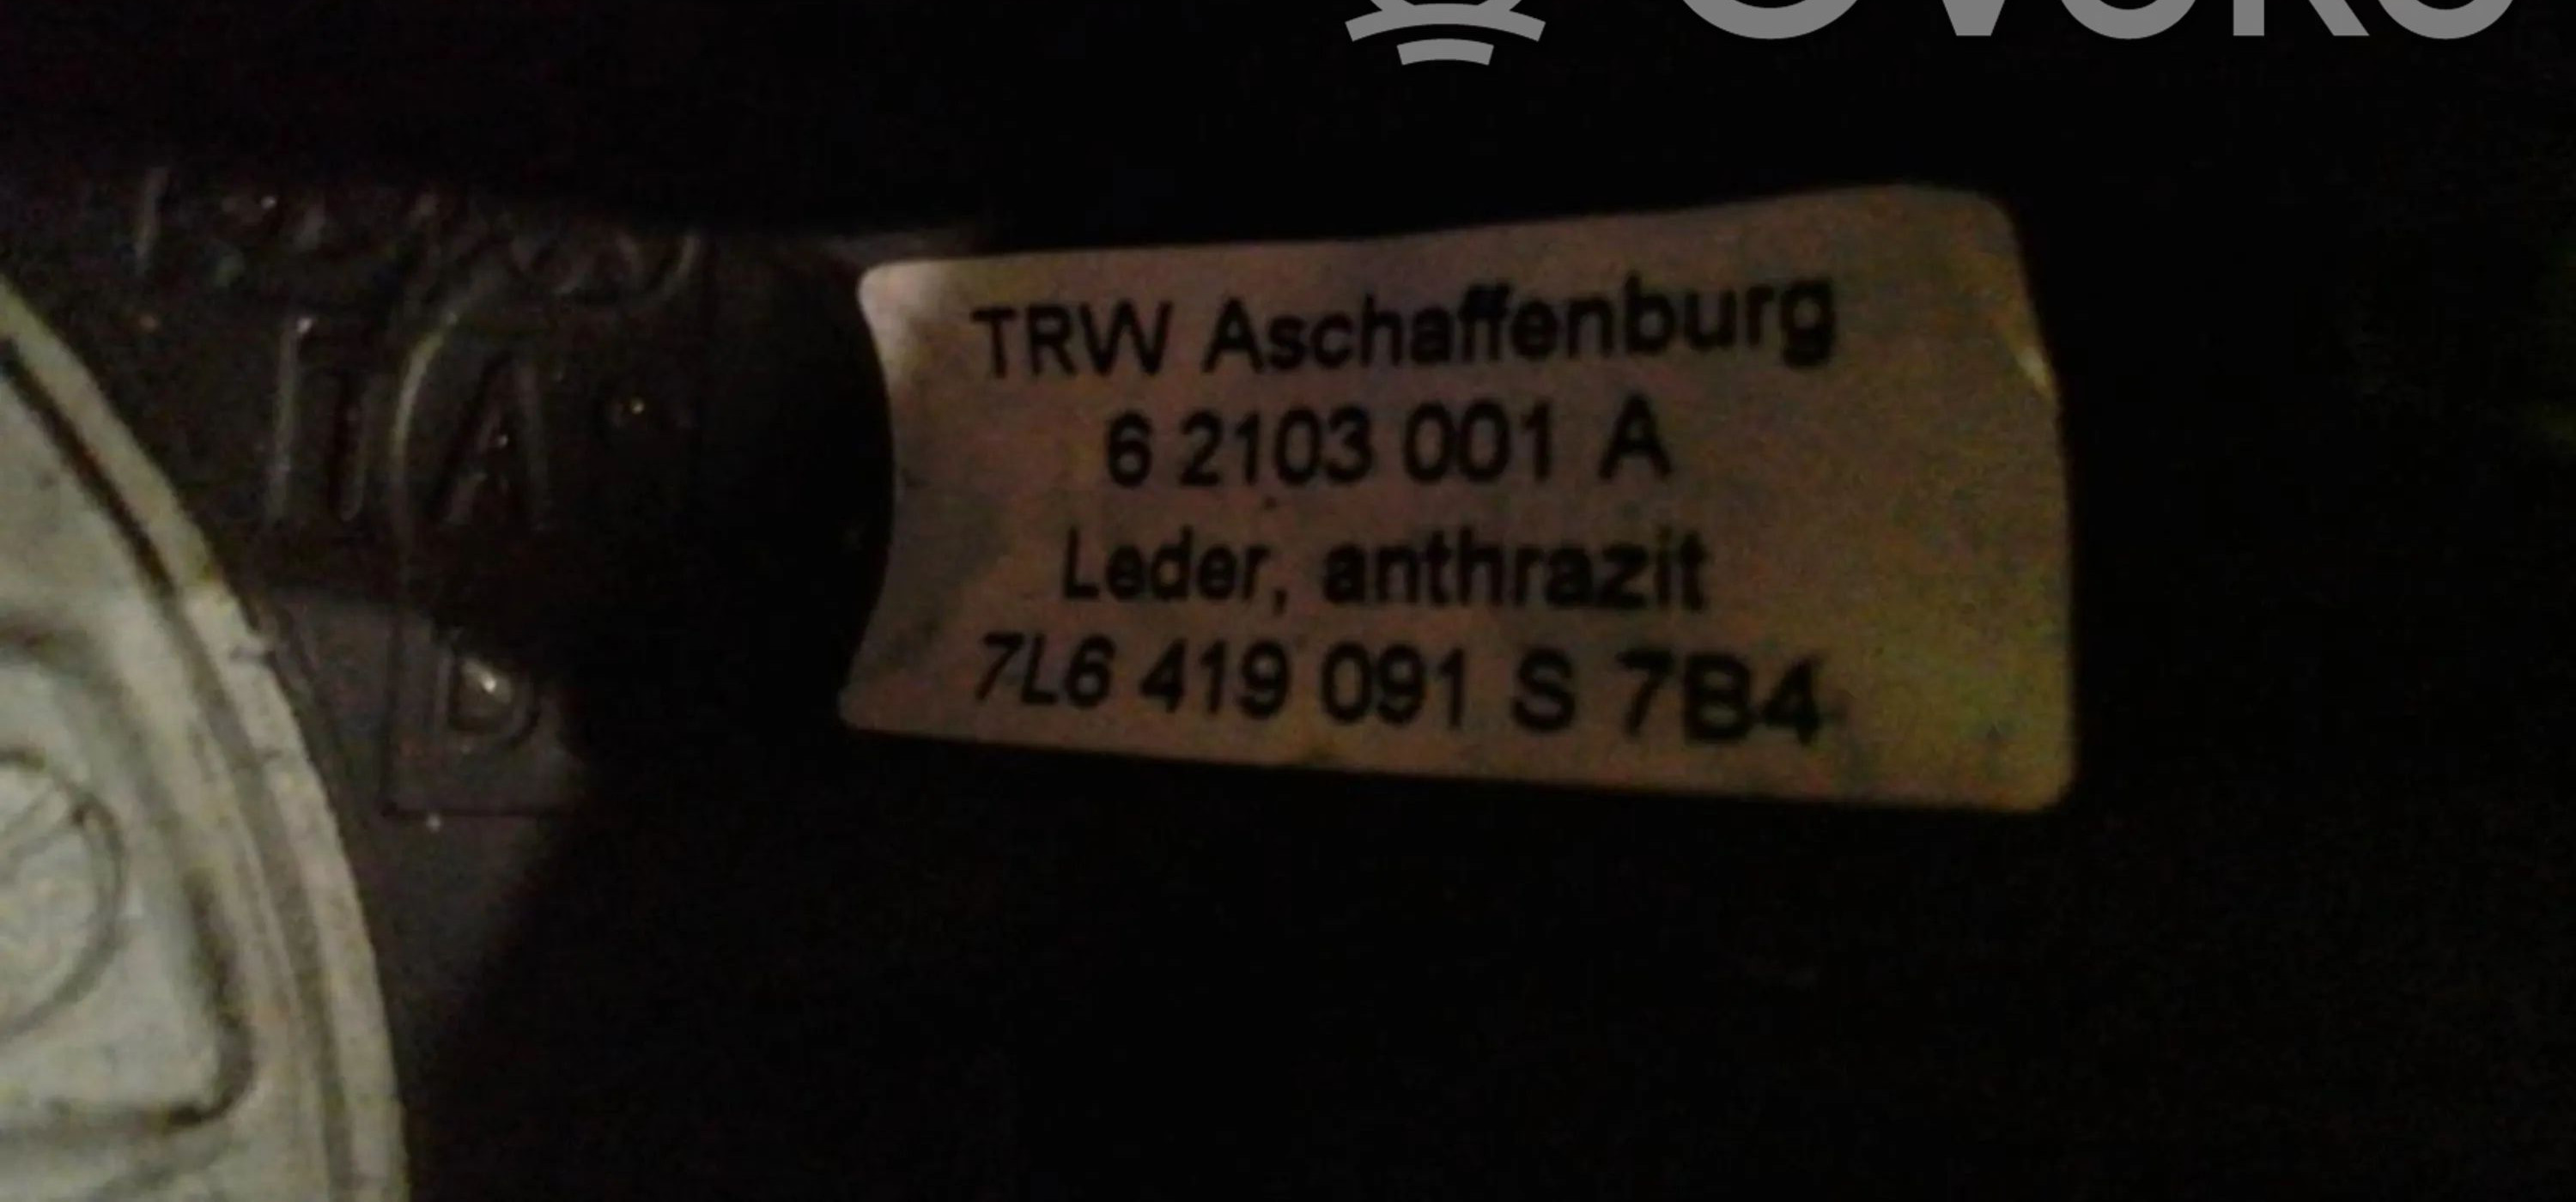 TRW Aschaffenburg
6 2103 001 A
Leder, anthrazit
7L6 419 091 S 7B4
D